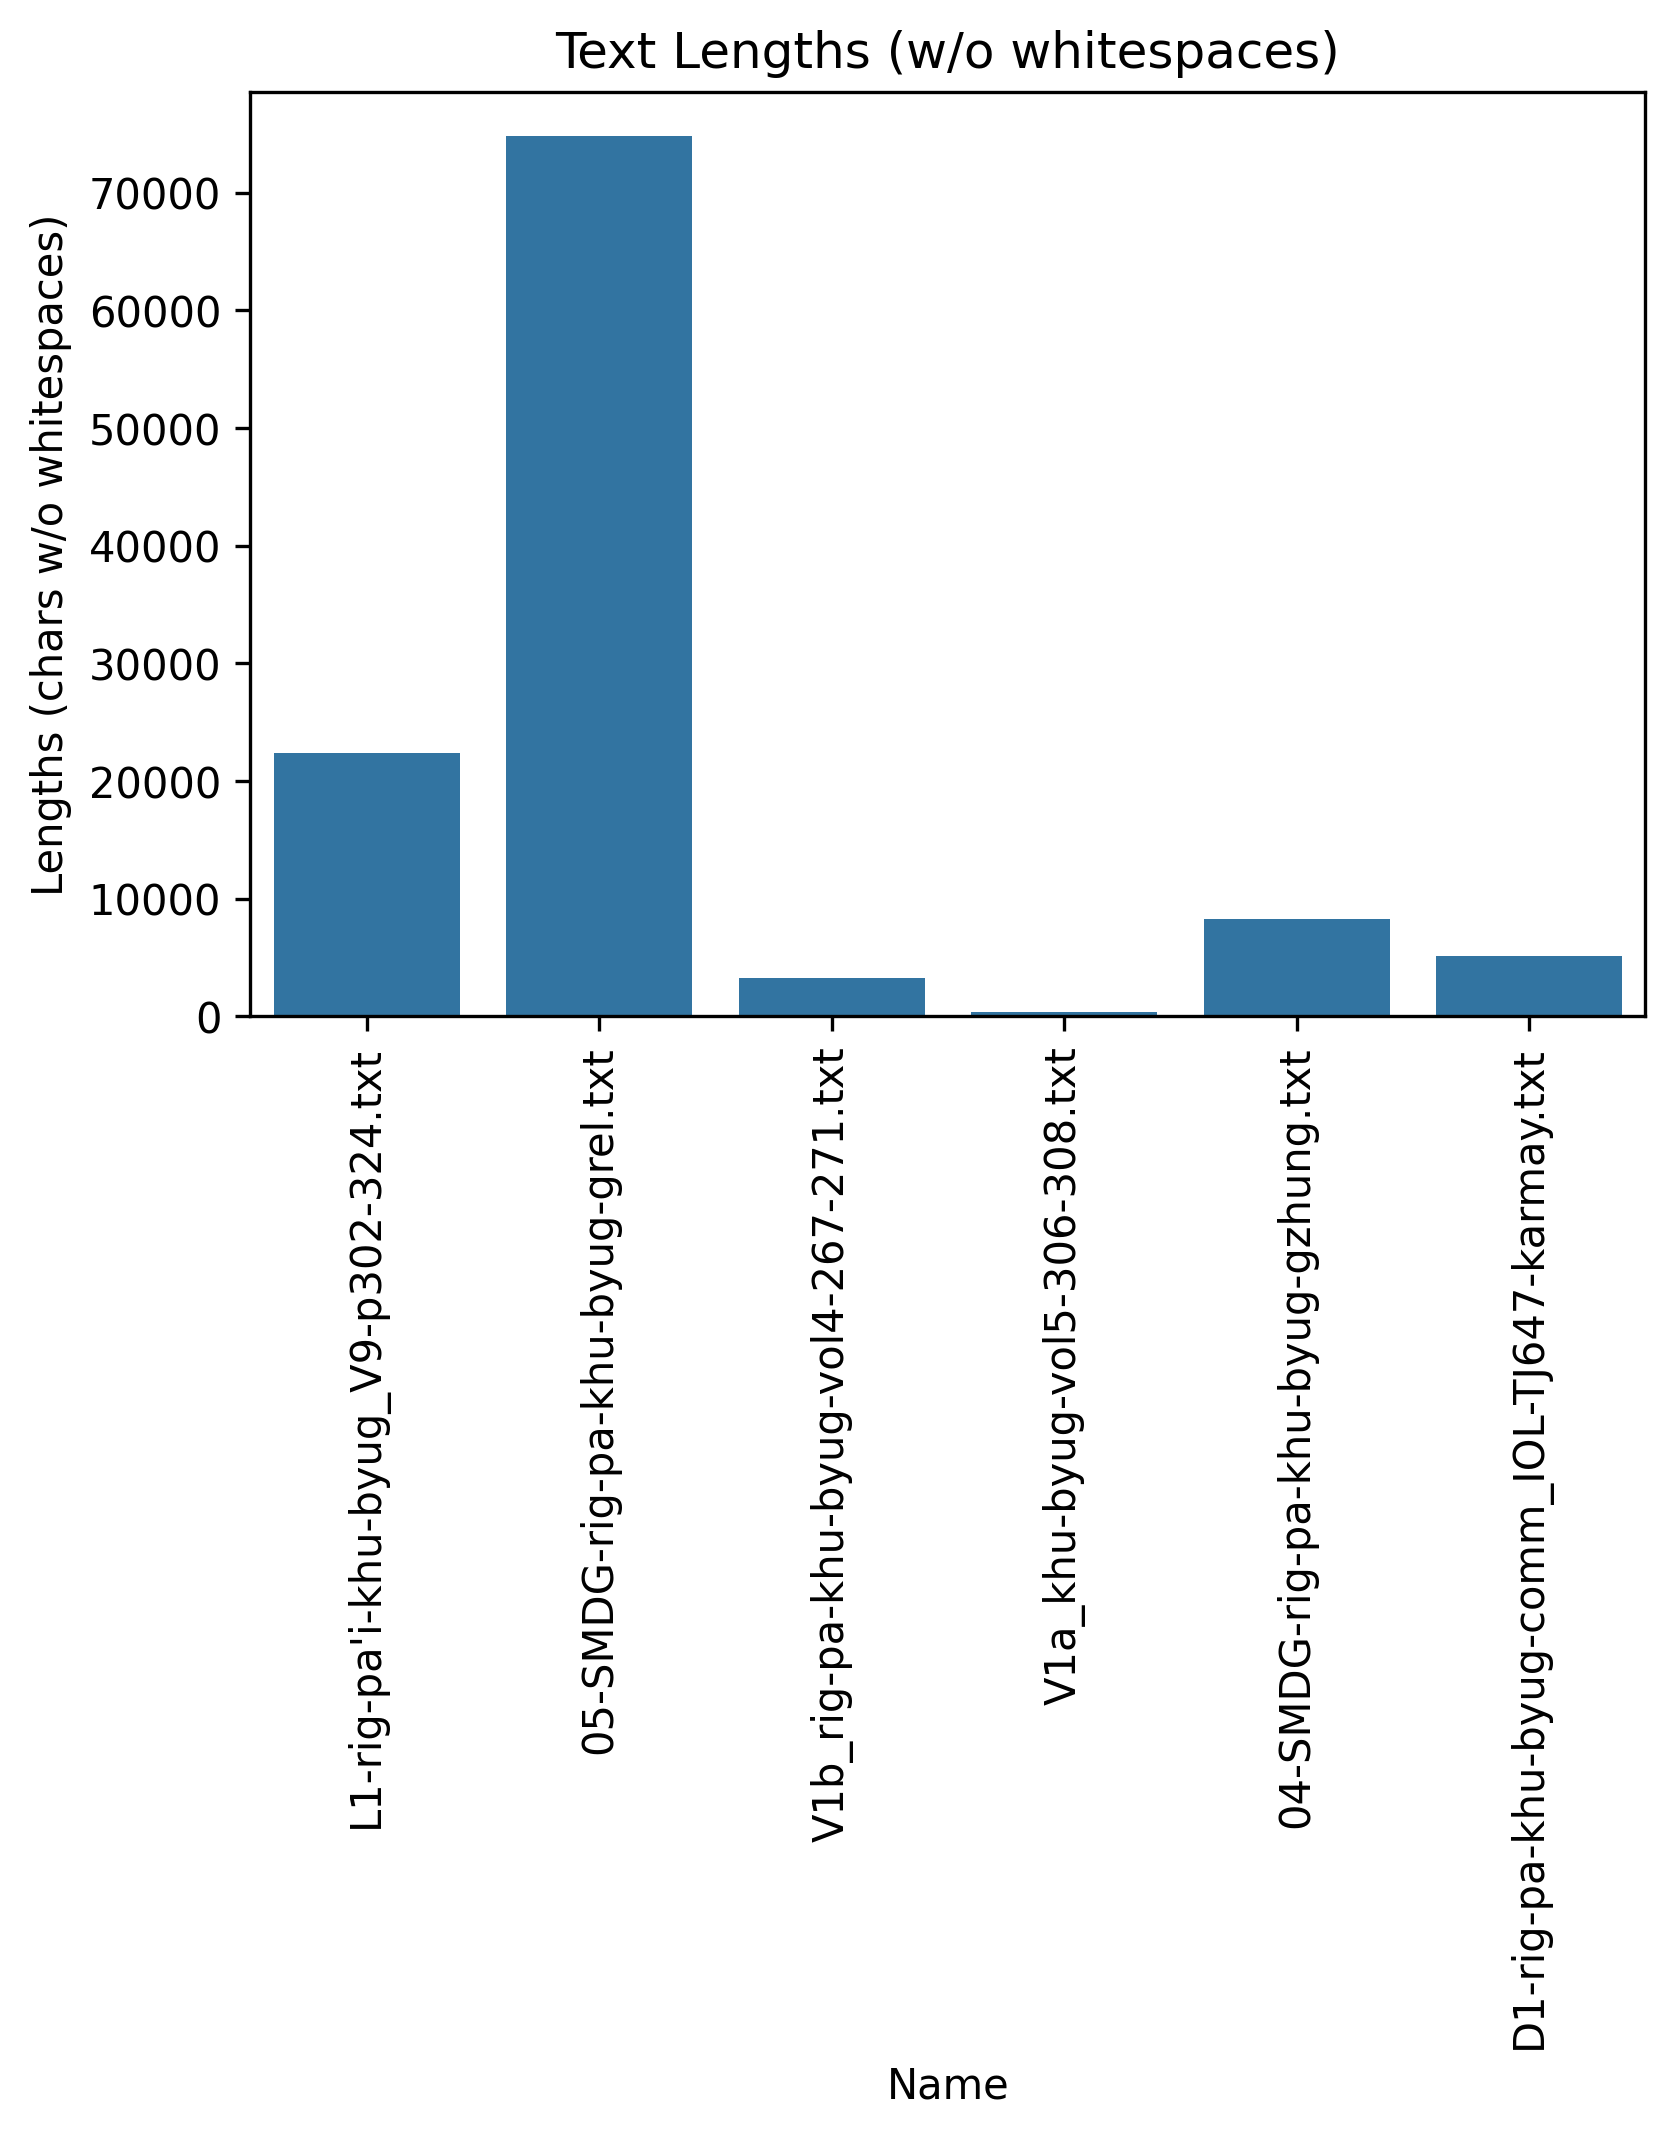 Text Lengths (w/o whitespaces)
Lengths (chars w/o whitespaces)
70000
60000
50000
40000
30000
20000
10000
0
L1-rig-pa'i-khu-byug_V9-p302-324.txt
05-SMDG-rig-pa-khu-byug-grel.txt
V1b_rig-pa-khu-byug-vol4-267-271.txt
V1a_khu-byug-vol5-306-308.txt
04-SMDG-rig-pa-khu-byug-gzhung.txt
D1-rig-pa-khu-byug-comm_IOL-TJ647-karmay.txt
Name